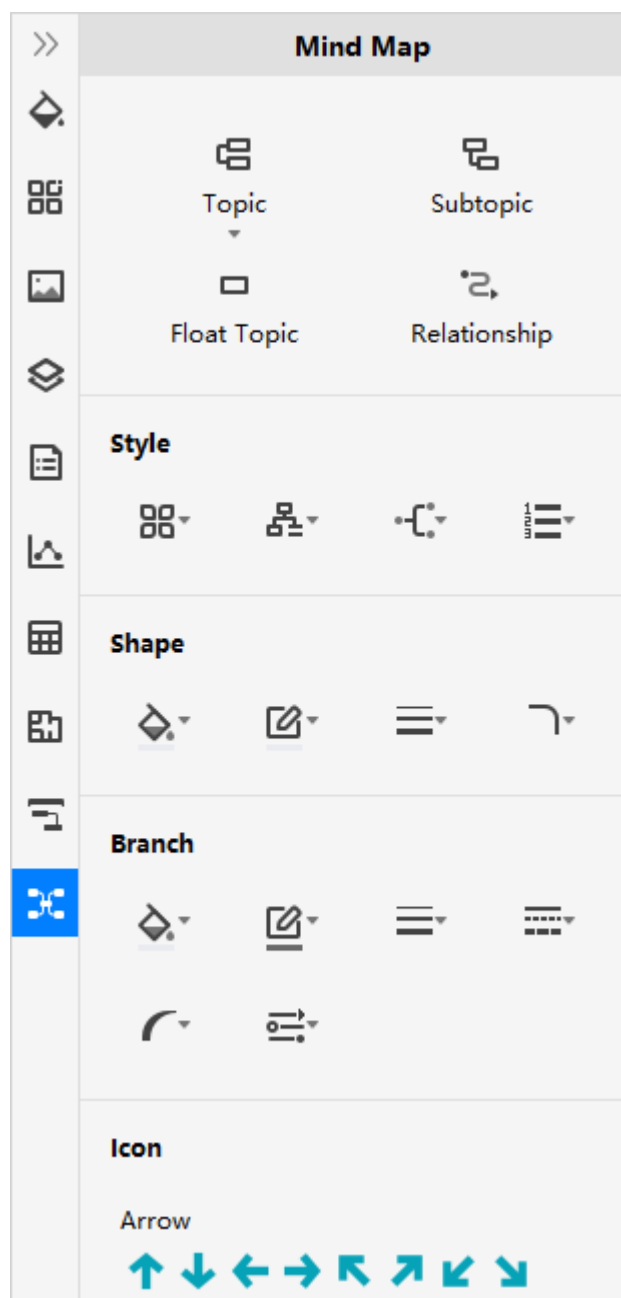 Mind Map
Topic Subtopic
Float Topic Relationship
Style
Shape
Branch
Icon
Arrow